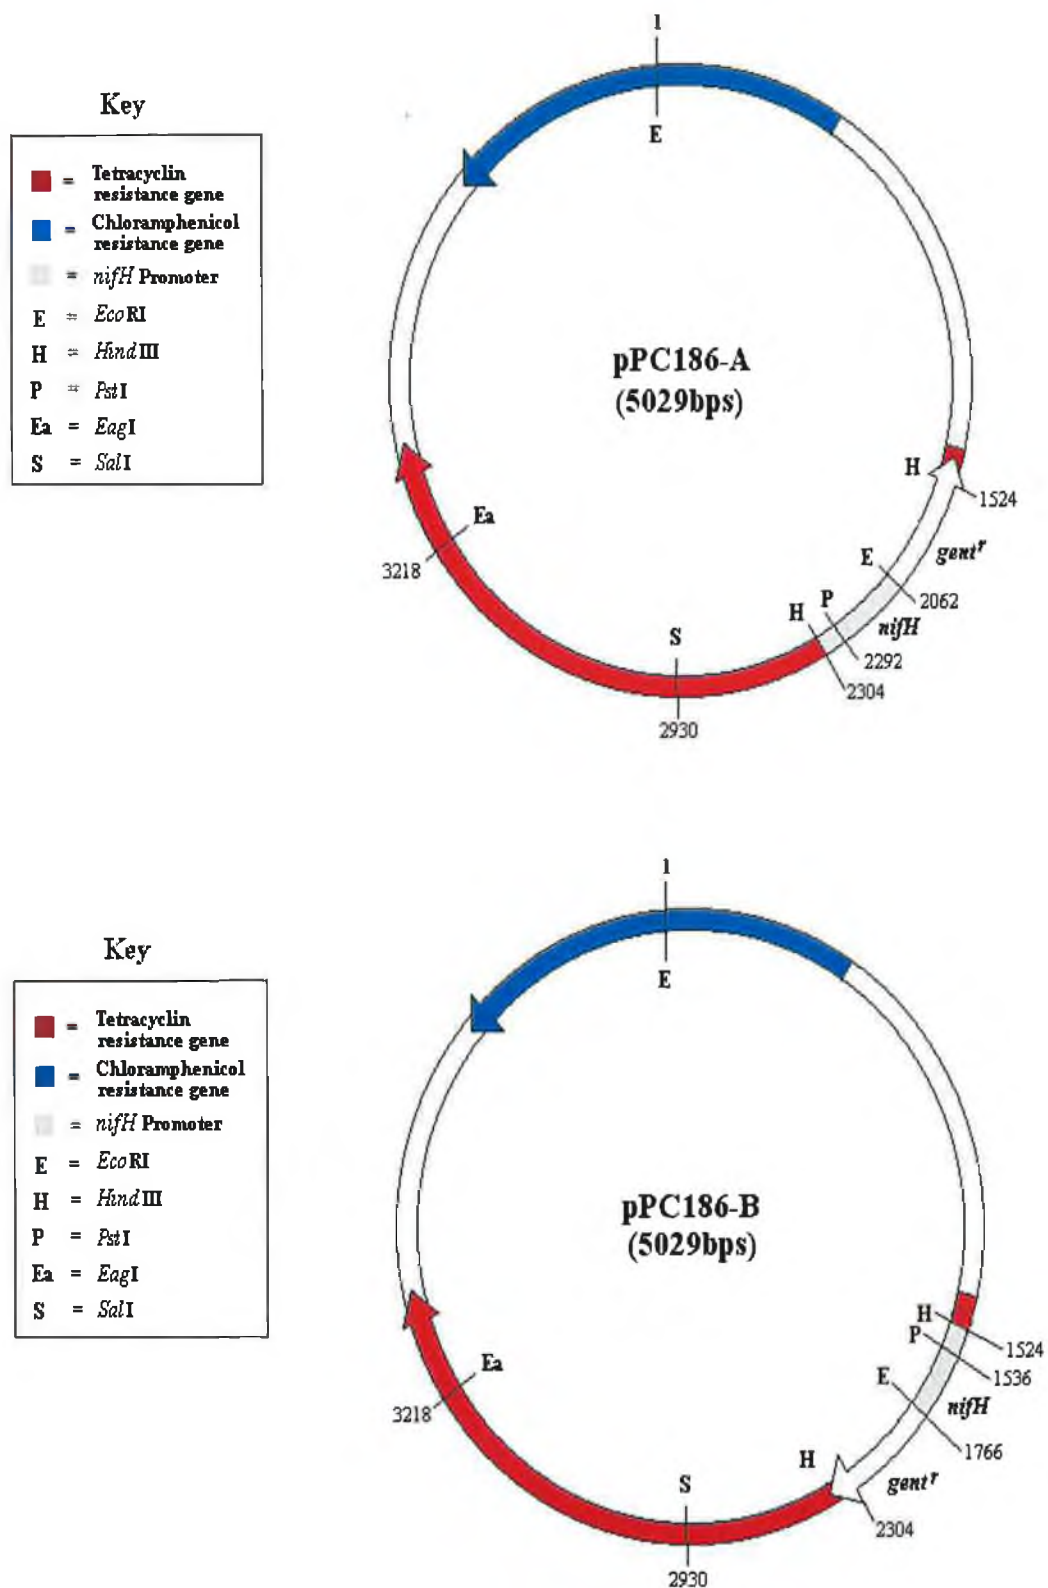 1
Key
E
= Tetracyclin
resistance gene
= Chloramphenicol
resistance gene
= nifH Promoter
E = EcoRI
H = HindIII
P = PstI
Ea = EagI
S = SalI
pPC186-A
(5029bps)
H
1524
gentʳ
E
2062
P
nifH
2292
H
2304
Ea
3218
S
2930
1
Key
E
= Tetracyclin
resistance gene
= Chloramphenicol
resistance gene
= nifH Promoter
E = EcoRI
H = HindIII
P = PstI
Ea = EagI
S = SalI
pPC186-B
(5029bps)
H
1524
P
1536
E
nifH
1766
Ea
3218
H
gentʳ
2304
S
2930